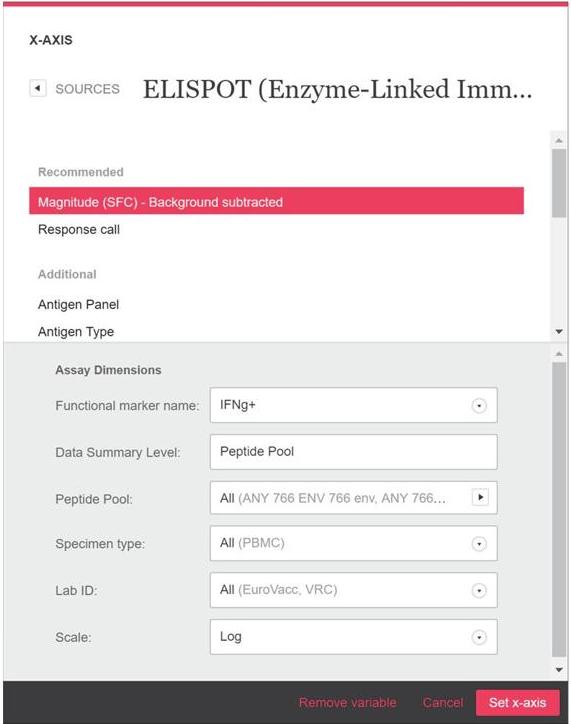 X-AXIS
SOURCES ELISPOT (Enzyme-Linked Imm...
Recommended
Magnitude (SFC) - Background subtracted
Response call
Additional
Antigen Panel
Antigen Type
Assay Dimensions
Functional marker name: IFNg+
Data Summary Level: Peptide Pool
Peptide Pool: All (ANY 766 ENV 766 env, ANY 766...
Specimen type: All (PBMC)
Lab ID: All (EuroVacc, VRC)
Scale: Log
Remove variable Cancel Set x-axis